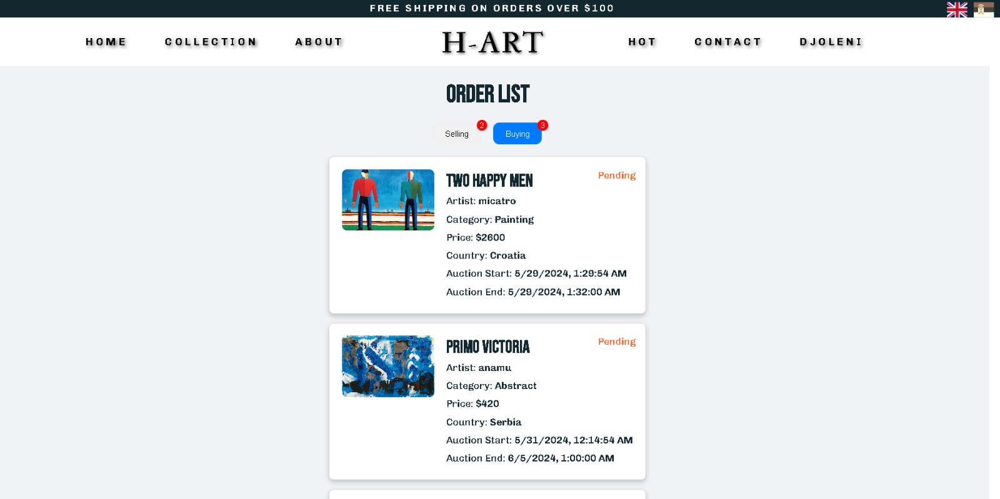 FREE SHIPPING ON ORDERS OVER $100
HOME COLLECTION ABOUT H-ART HOT CONTACT DJOLENI
ORDER LIST
Selling 2 Buying 3
TWO HAPPY MEN Pending
Artist: micatro
Category: Painting
Price: $2600
Country: Croatia
Auction Start: 5/29/2024, 1:29:54 AM
Auction End: 5/29/2024, 1:32:00 AM
PRIMO VICTORIA Pending
Artist: anamu
Category: Abstract
Price: $420
Country: Serbia
Auction Start: 5/31/2024, 12:14:54 AM
Auction End: 6/5/2024, 1:00:00 AM